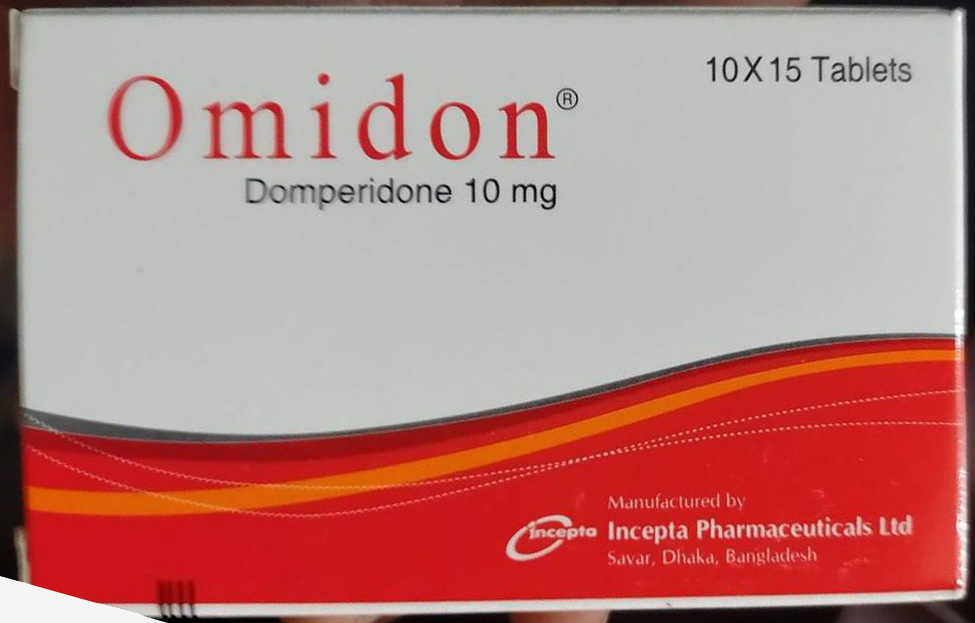 Omidon®
10X15 Tablets
Domperidone 10 mg
Manufactured by
incepta
Incepta Pharmaceuticals Ltd
Savar, Dhaka, Bangladesh